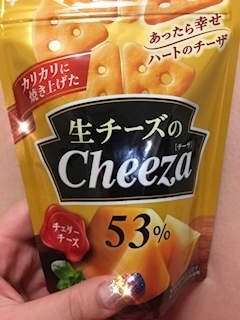 あったら幸せ
ハートのチーザ
カリカリに
焼き上げた
生チーズの
Cheeza
[チーザ]
チェダー
チーズ
53%